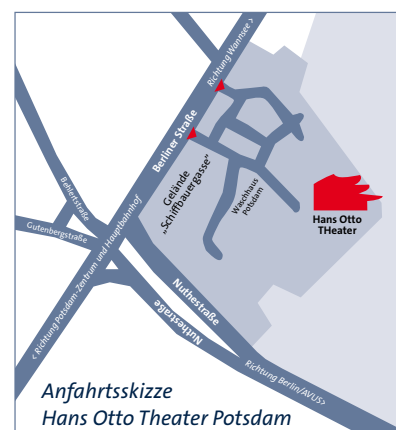 Richtung Wannsee >
Berliner Straße
Gelände
„Schiffbauergasse“
Waschhaus
Potsdam
Hans Otto
THeater
Behlertstraße
Gutenbergstraße
< Richtung Potsdam-Zentrum und Hauptbahnhof
Nuthestraße
Nuthestraße
Richtung Berlin/AVUS>
Anfahrtsskizze
Hans Otto Theater Potsdam